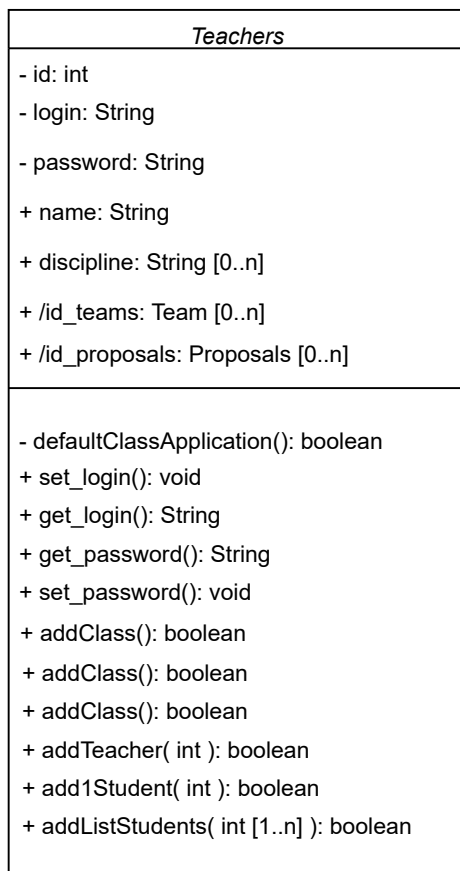 Teachers
- id: int
- login: String
- password: String
+ name: String
+ discipline: String [0..n]
+ /id_teams: Team [0..n]
+ /id_proposals: Proposals [0..n]
- defaultClassApplication(): boolean
+ set_login(): void
+ get_login(): String
+ get_password(): String
+ set_password(): void
+ addClass(): boolean
+ addClass(): boolean
+ addClass(): boolean
+ addTeacher( int ): boolean
+ add1Student( int ): boolean
+ addListStudents( int [1..n] ): boolean